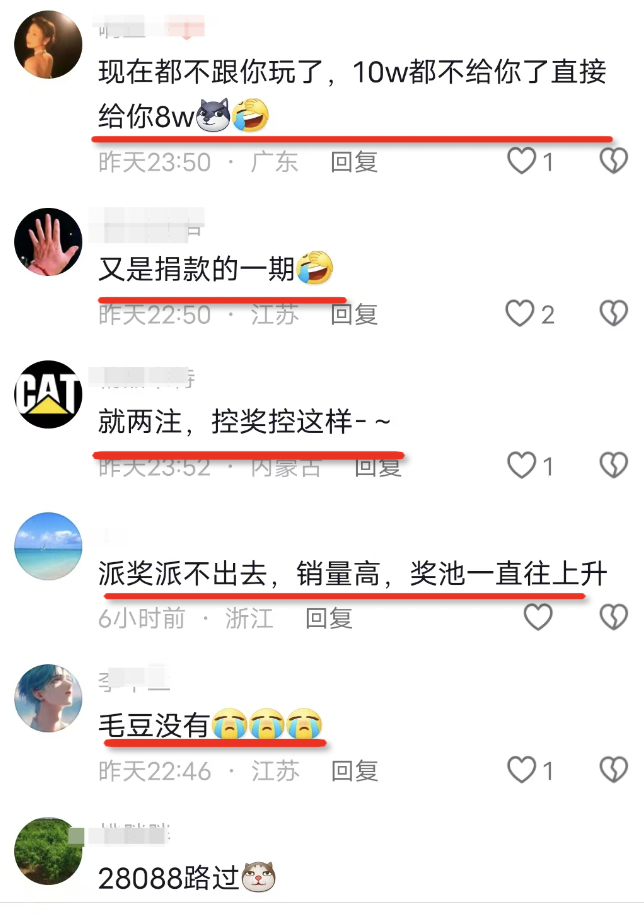 现在都不跟你玩了，10w都不给你了直接
给你8w
昨天23:50 · 广东 回复 1
又是捐款的一期
昨天22:50 · 江苏 回复 2
CAT
就两注，控奖控这样-~
昨天23:52 · 内蒙古 回复 1
派奖派不出去，销量高，奖池一直往上升
6小时前 · 浙江 回复
李
毛豆没有
昨天22:46 · 江苏 回复 1
28088路过